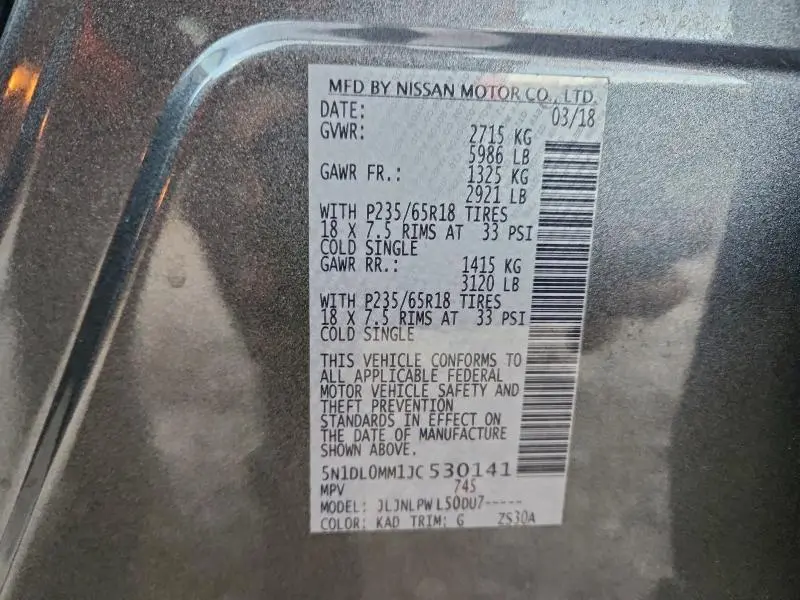 MFD BY NISSAN MOTOR CO., LTD.
DATE: 03/18
GVWR: 2715 KG
5986 LB
GAWR FR.: 1325 KG
2921 LB
WITH P235/65R18 TIRES
18 X 7.5 RIMS AT 33 PSI
COLD SINGLE
GAWR RR.: 1415 KG
3120 LB
WITH P235/65R18 TIRES
18 X 7.5 RIMS AT 33 PSI
COLD SINGLE
THIS VEHICLE CONFORMS TO
ALL APPLICABLE FEDERAL
MOTOR VEHICLE SAFETY AND
THEFT PREVENTION
STANDARDS IN EFFECT ON
THE DATE OF MANUFACTURE
SHOWN ABOVE.
5N1DL0MM1JC530141
MPV 745
MODEL: JLJNLPWL50DU7-----
COLOR: KAD TRIM: G ZS30A